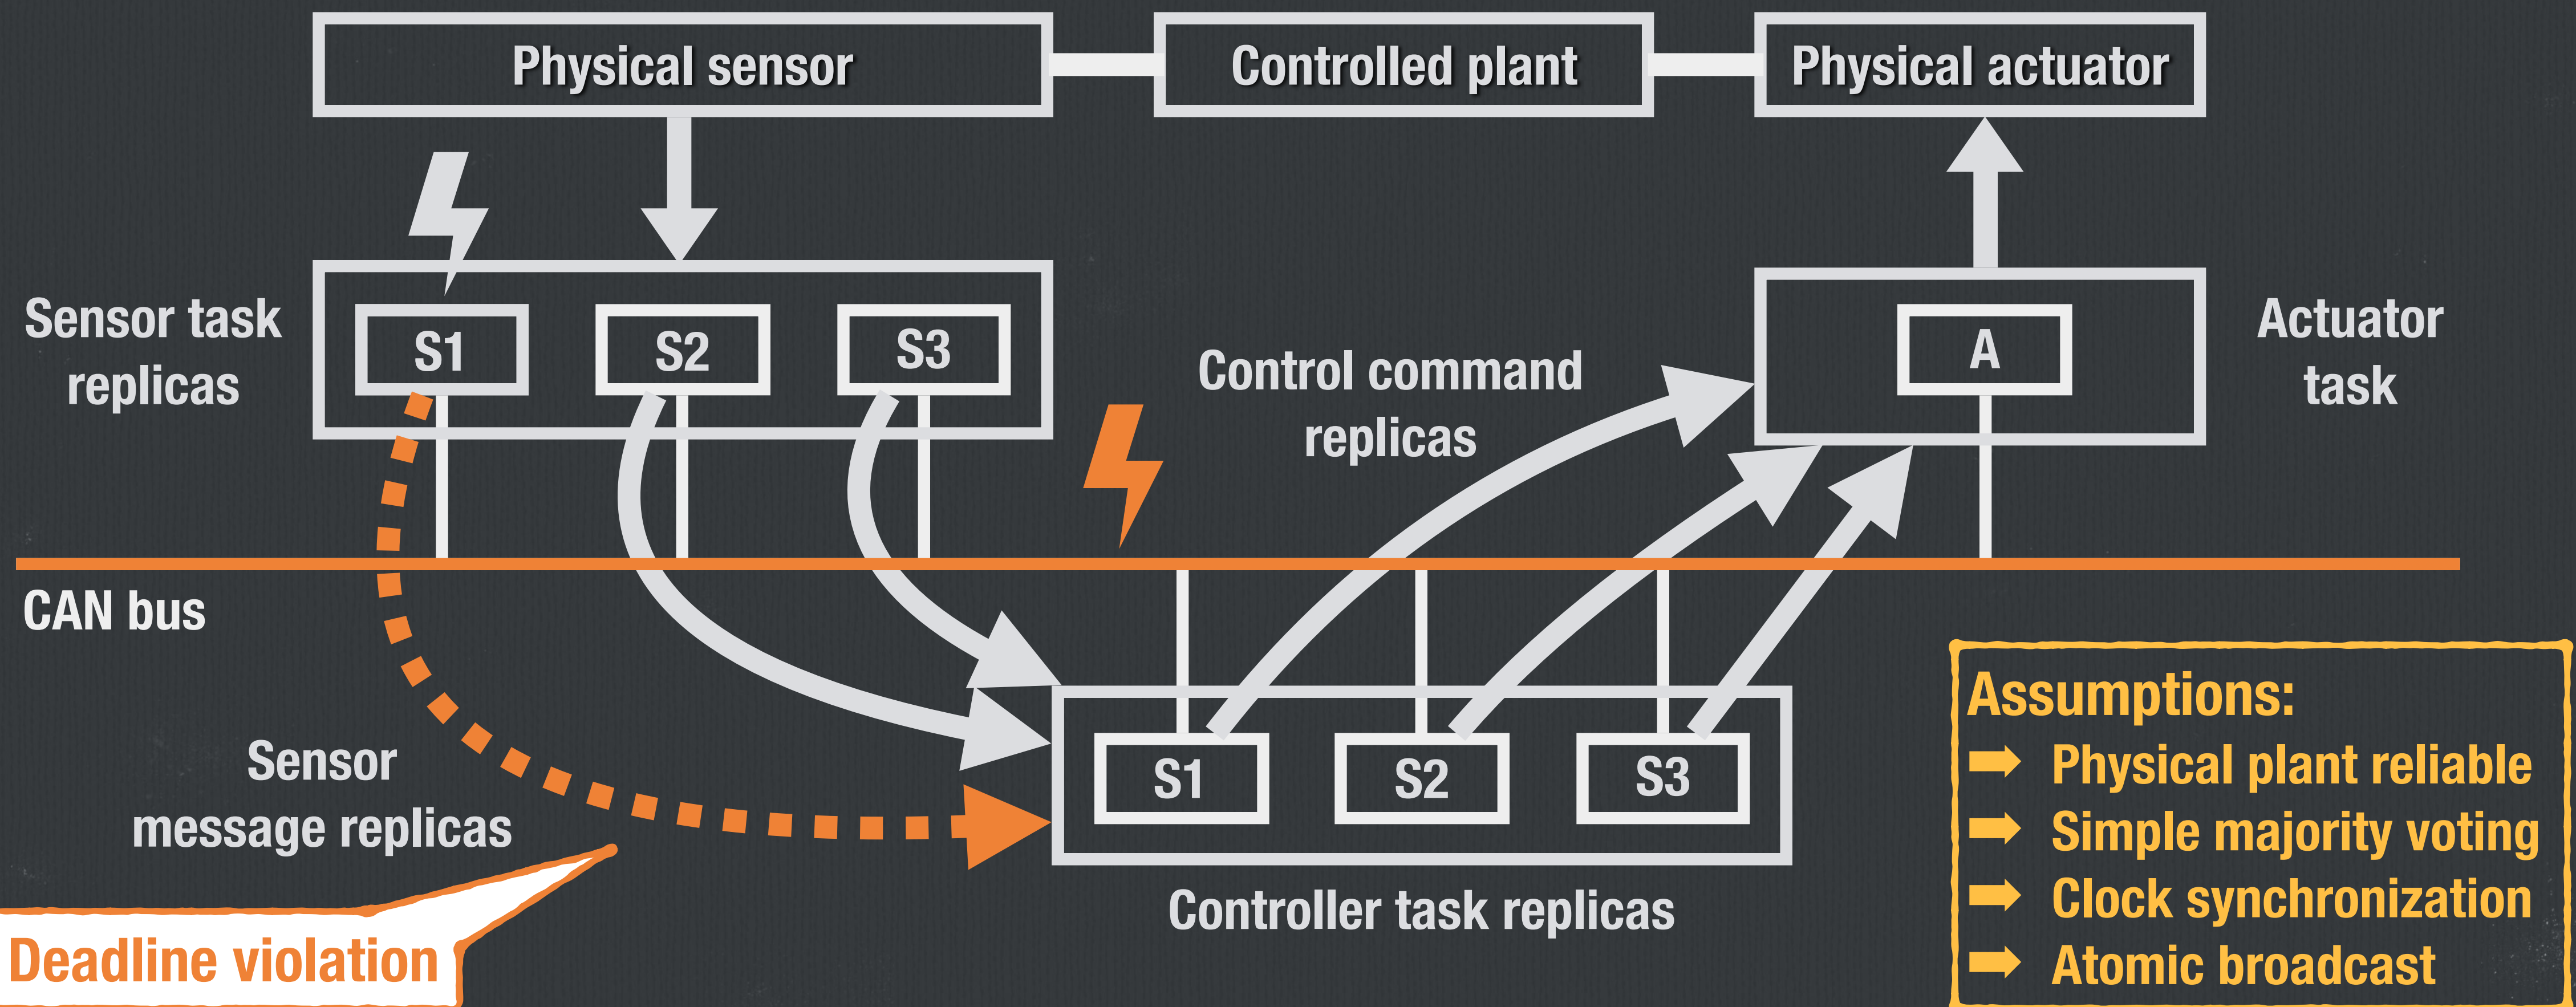 Physical sensor
Controlled plant
Physical actuator
Sensor task
replicas
S1
S2
S3
Control command
replicas
A
Actuator
task
CAN bus
Sensor
message replicas
S1
S2
S3
Controller task replicas
Deadline violation
Assumptions:
Physical plant reliable
Simple majority voting
Clock synchronization
Atomic broadcast